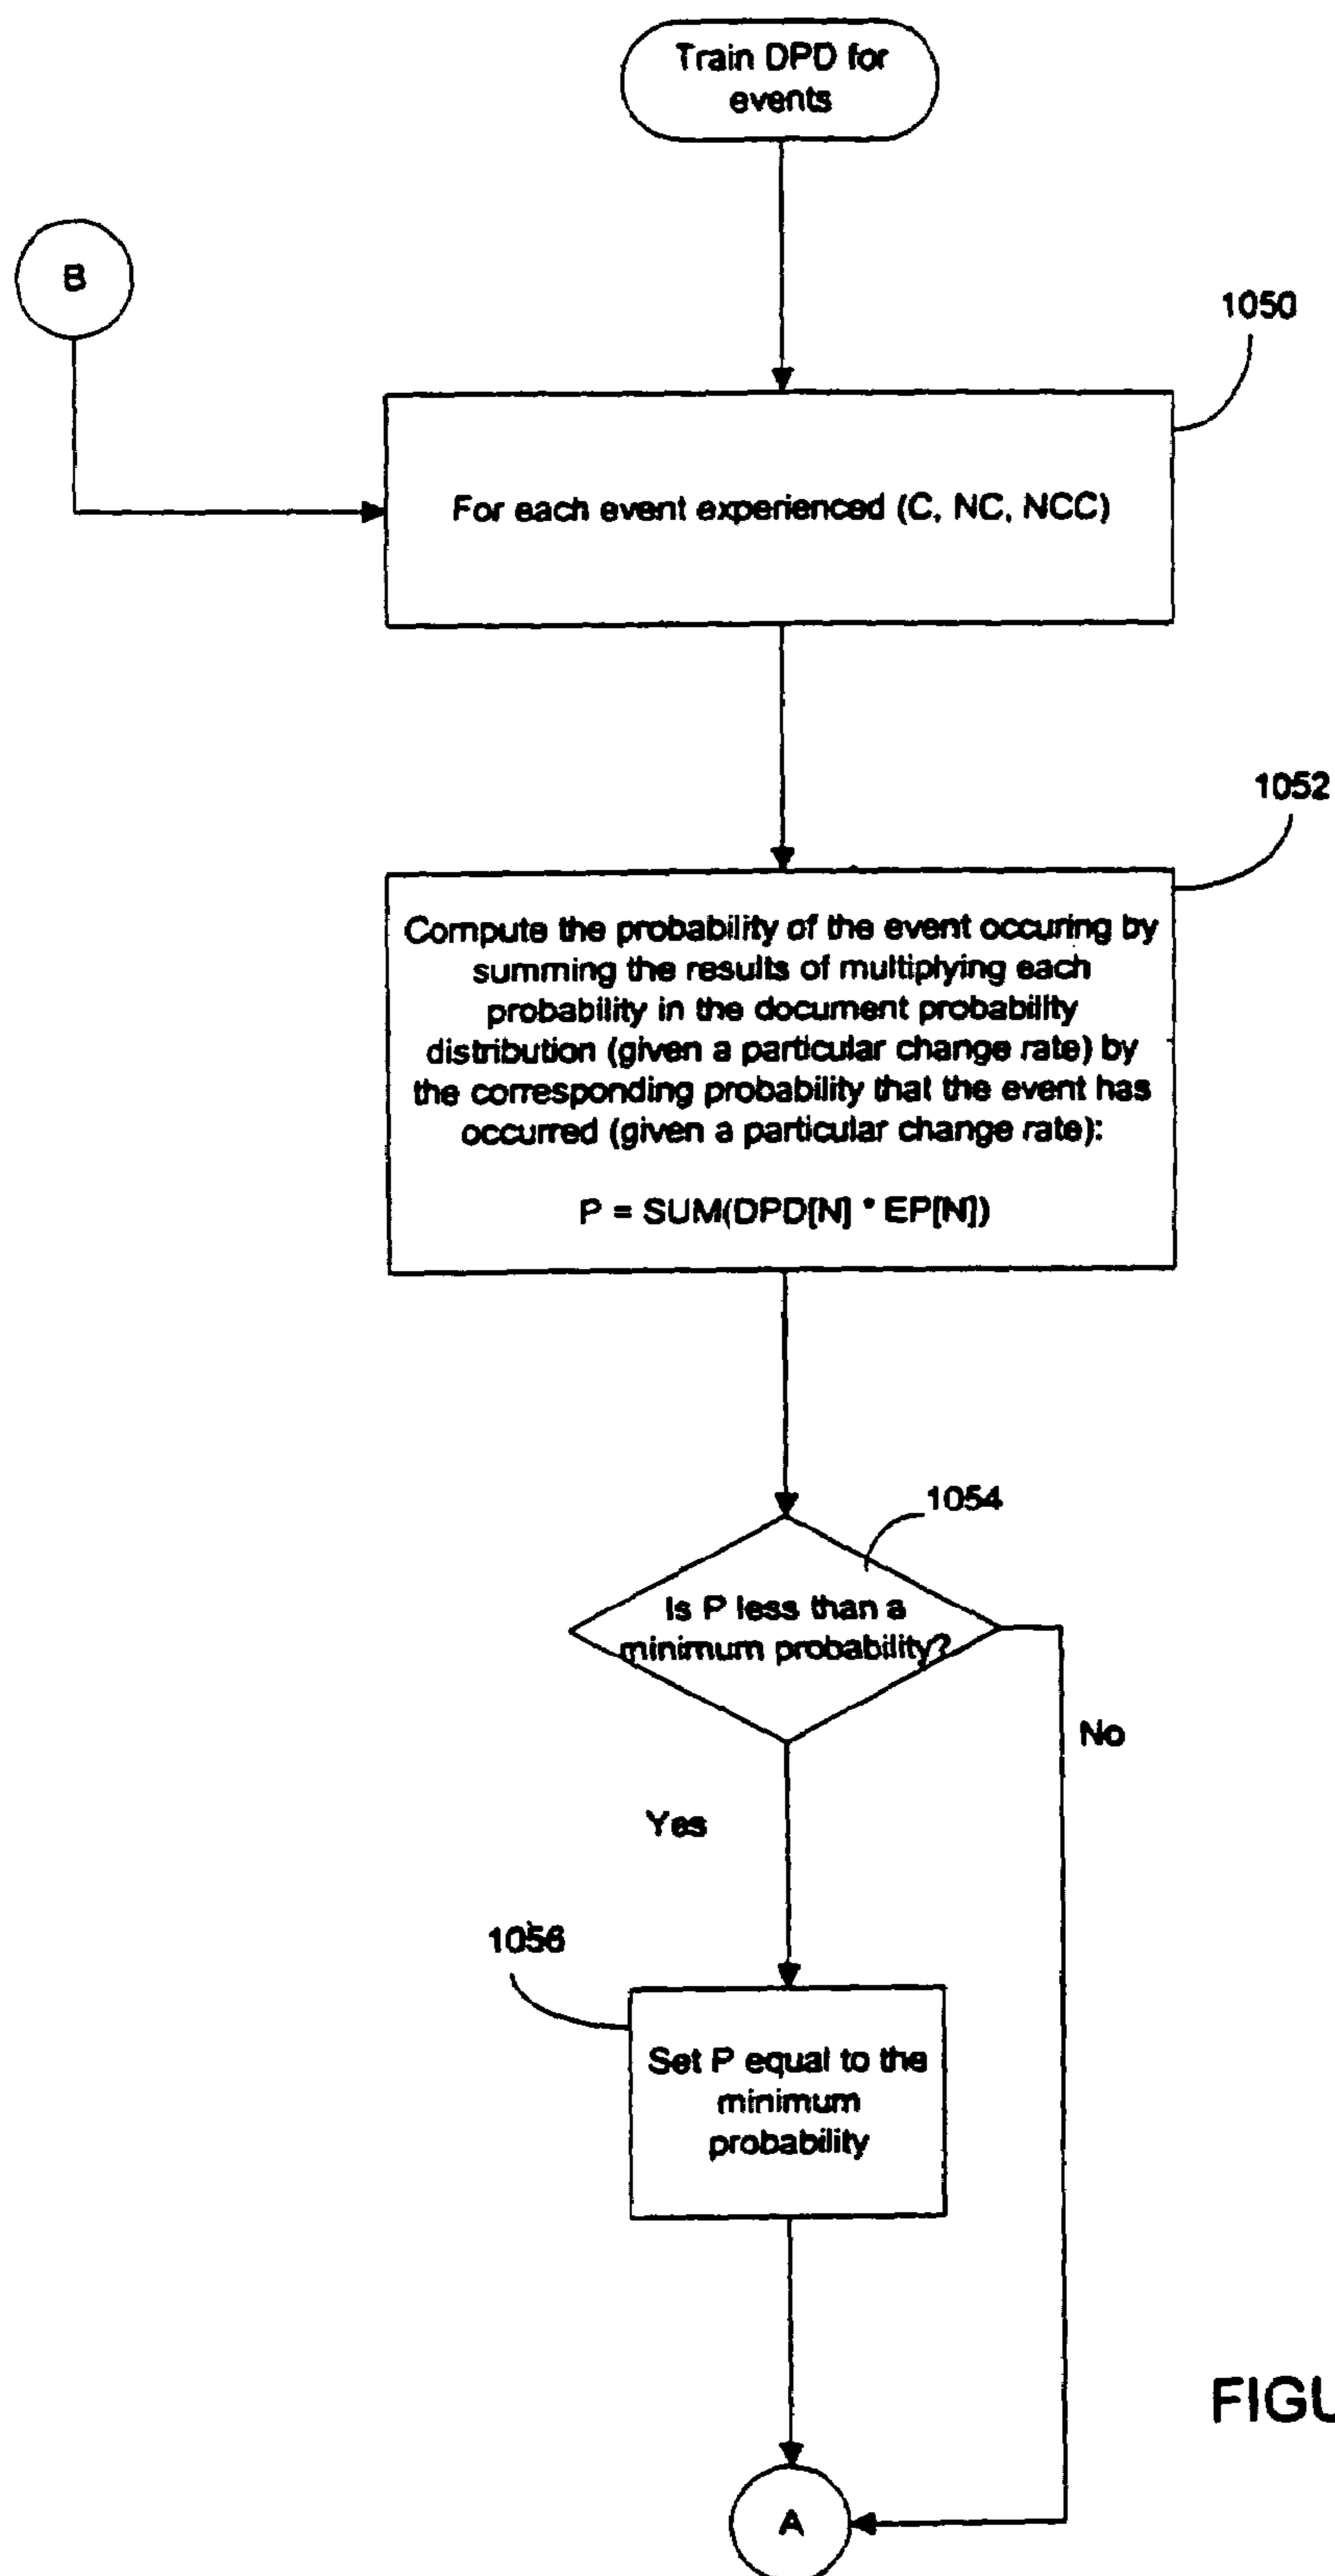 Train DPD for
events
B
1050
For each event experienced (C, NC, NCC)
1052
Compute the probability of the event occuring by
summing the results of multiplying each
probability in the document probability
distribution (given a particular change rate) by
the corresponding probability that the event has
occurred (given a particular change rate):
P = SUM(DPD[N] * EP[N])
1054
Is P less than a
minimum probability?
No
Yes
1056
Set P equal to the
minimum
probability
FIGU
A